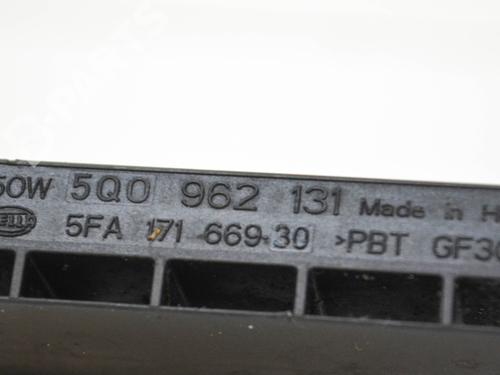 50W 5Q0 962 131 Made in H
HELLA 5FA 171 669-30 >PBT GF30